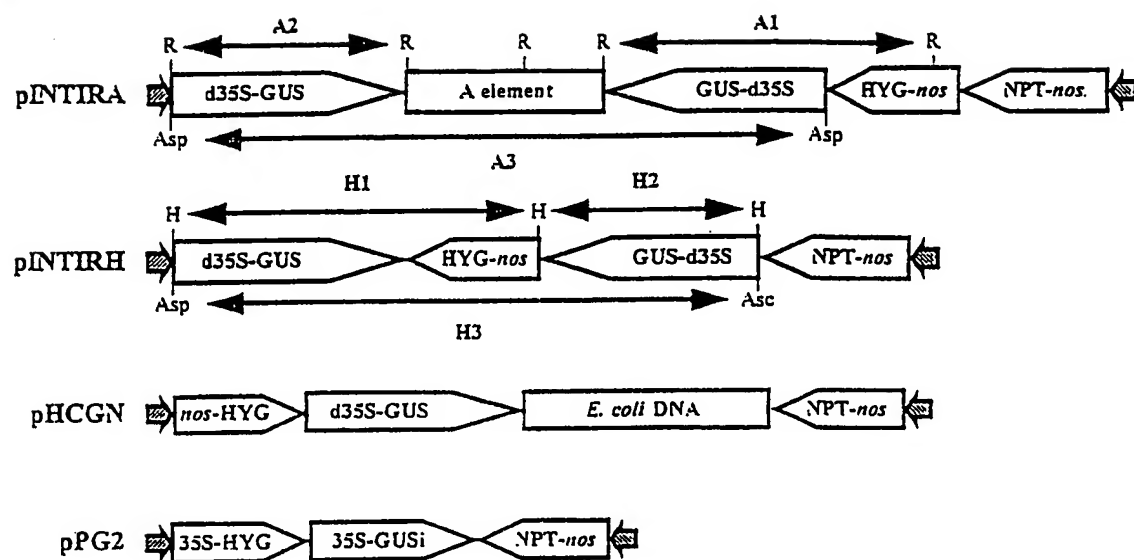 A2 A1
R R R R R
pINTIRA d35S-GUS A element GUS-d35S HYG-nos NPT-nos.
Asp Asp
A3
H1 H2
H H H
pINTIRH d35S-GUS HYG-nos GUS-d35S NPT-nos
Asp Asc
H3
pHCGN nos-HYG d35S-GUS E. coli DNA NPT-nos
pPG2 35S-HYG 35S-GUSi NPT-nos